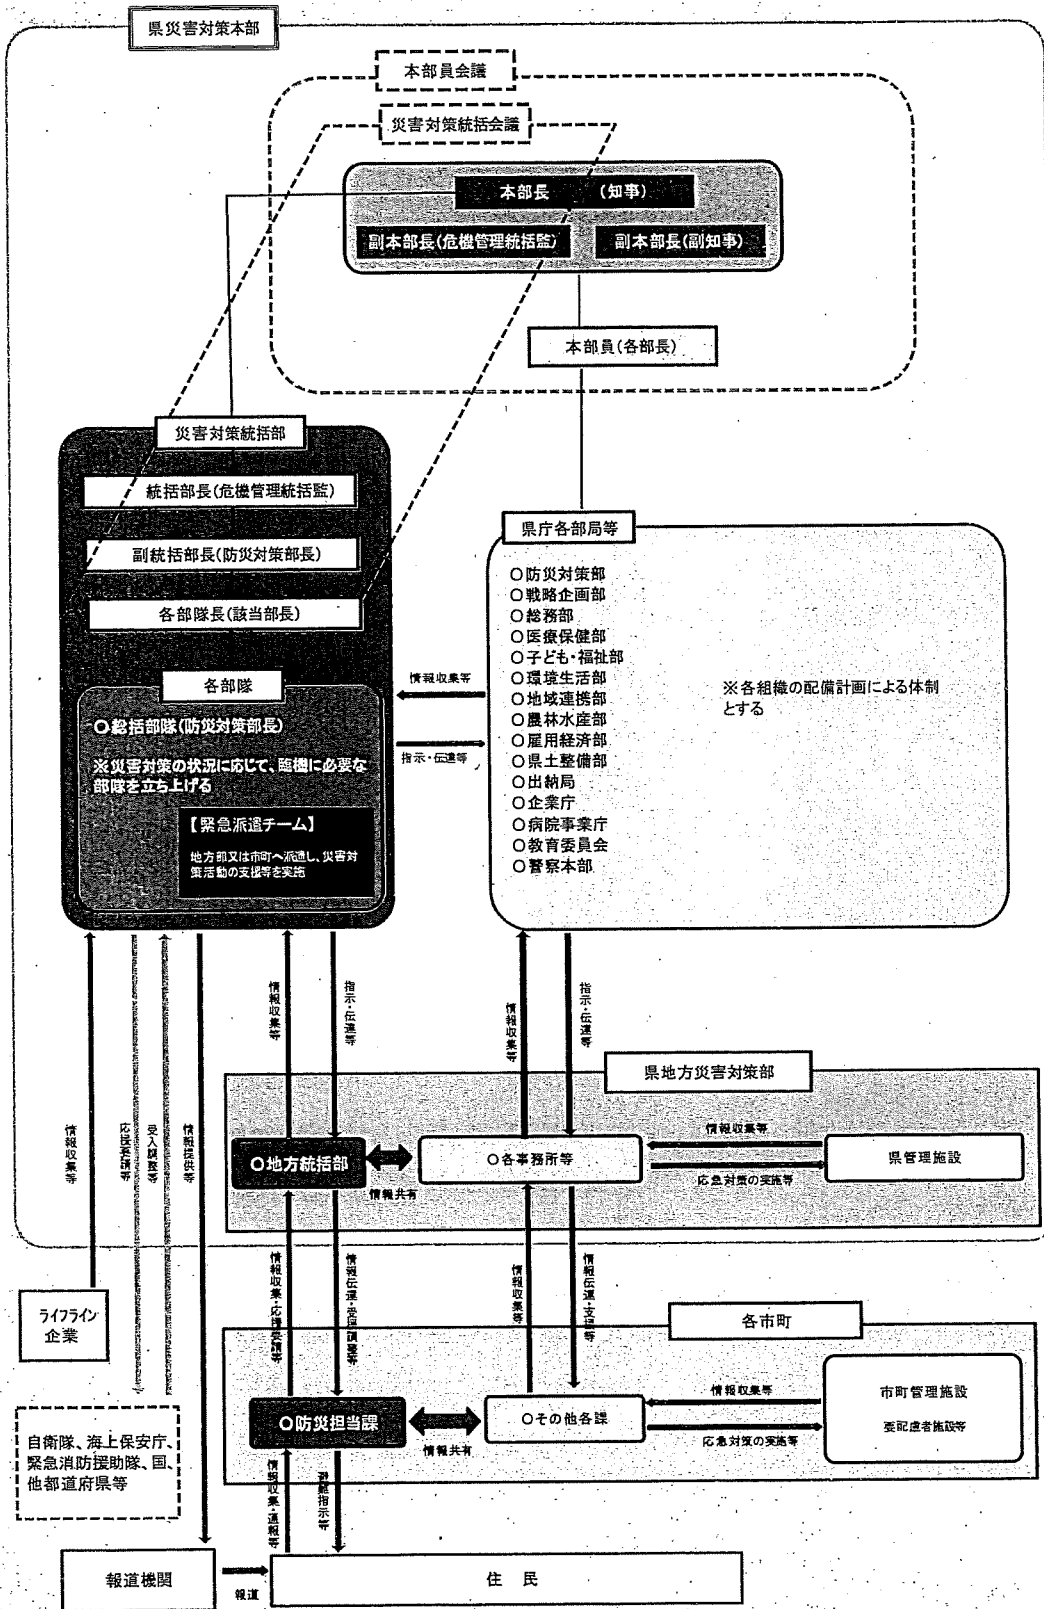 県災害対策本部
本部員会議
災害対策統括会議
本部長　　　(知事)
副本部長(危機管理統括監)
副本部長(副知事)
本部員(各部長)
災害対策統括部
統括部長(危機管理統括監)
副統括部長(防災対策部長)
各部隊長(該当部長)
各部隊
○総括部隊(防災対策部長)
※災害対策の状況に応じて、臨機に必要な
部隊を立ち上げる
【緊急派遣チーム】
地方部又は市町へ派遣し、災害対
策活動の支援等を実施
情報収集等
指示・伝達等
県庁各部局等
○防災対策部
○戦略企画部
○総務部
○医療保健部
○子ども・福祉部
○環境生活部
○地域連携部
○農林水産部
○雇用経済部
○県土整備部
○出納局
○企業庁
○病院事業庁
○教育委員会
○警察本部
※各組織の配備計画による体制
とする
情報収集等
応援要請等
受入調整等
情報提供等
情報収集等
指示・伝達等
情報収集等
指示・伝達等
県地方災害対策部
○地方統括部
情報共有
○各事務所等
情報収集等
応急対策の実施等
県管理施設
情報収集・応援要請等
情報伝達・受援調整等
情報収集等
情報伝達・支援等
ライフライン
企業
各市町
○防災担当課
情報共有
○その他各課
情報収集等
応急対策の実施等
市町管理施設
要配慮者施設等
自衛隊、海上保安庁、
緊急消防援助隊、国、
他都道府県等
情報収集・通報等
避難指示等
報道機関
報道
住　民